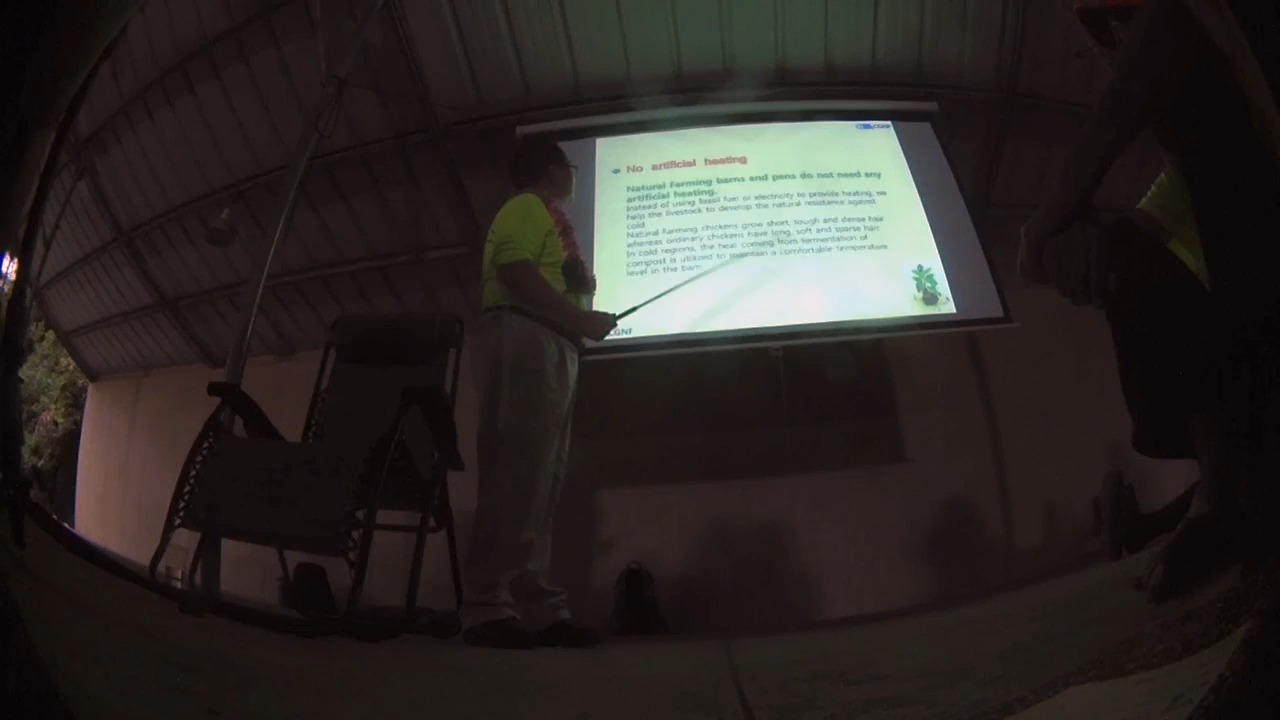 CGNF
No artificial heating
Natural Farming barns and pens do not need any
artificial heating.
Instead of using fossil fuel or electricity to provide heating, we
help the livestock to develop the natural resistance against
cold.
Natural Farming chickens grow short, tough and dense hair
whereas ordinary chickens have long, soft and sparse hair.
In cold regions, the heat coming from fermentation of
compost is utilized to maintain a comfortable temperature
level in the barn.
CGNF